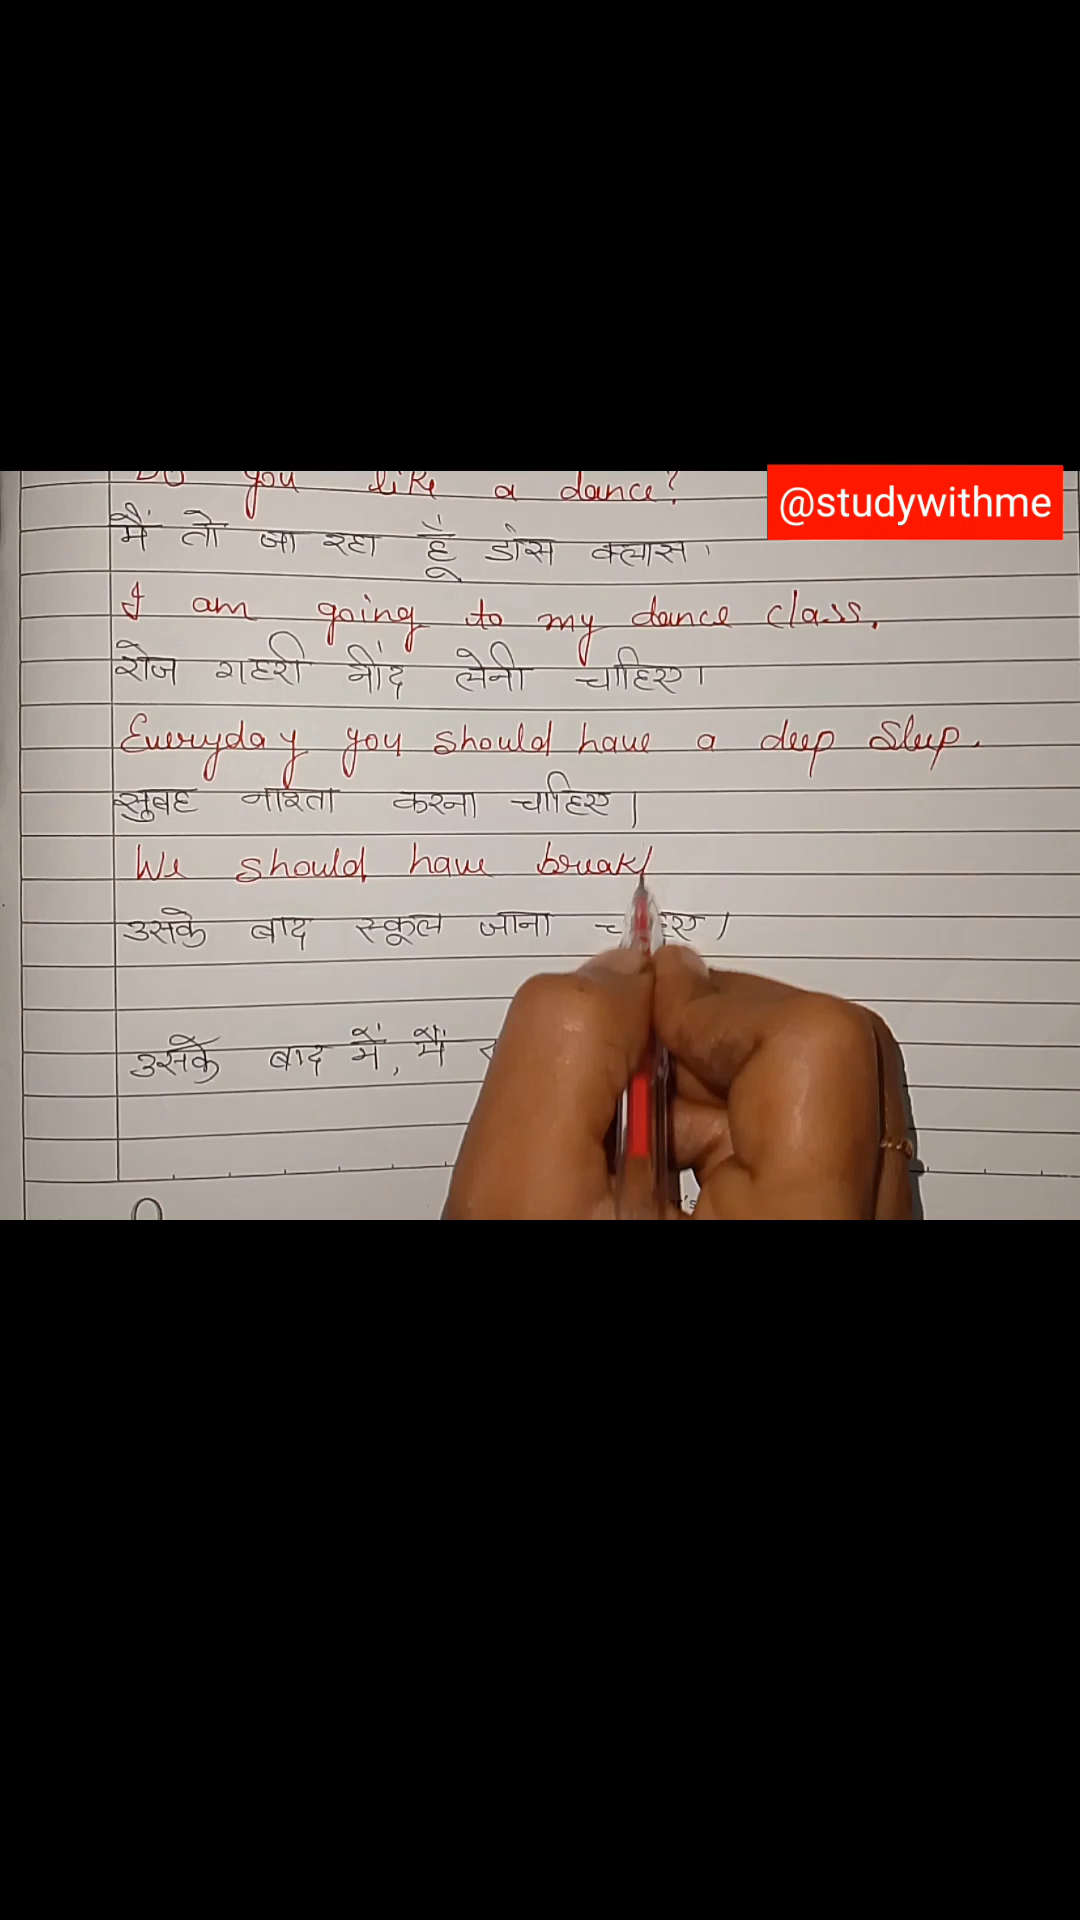 Do you like a dance?
@studywithme
मैं तो जा रहा हूँ डांस क्लास।
I am going to my dance class.
रोज गहरी नींद लेनी चाहिए।
Everyday you should have a deep sleep.
सुबह नाश्ता करना चाहिए।
We should have break
उसके बाद स्कूल जाना
उसके बाद में, मैं